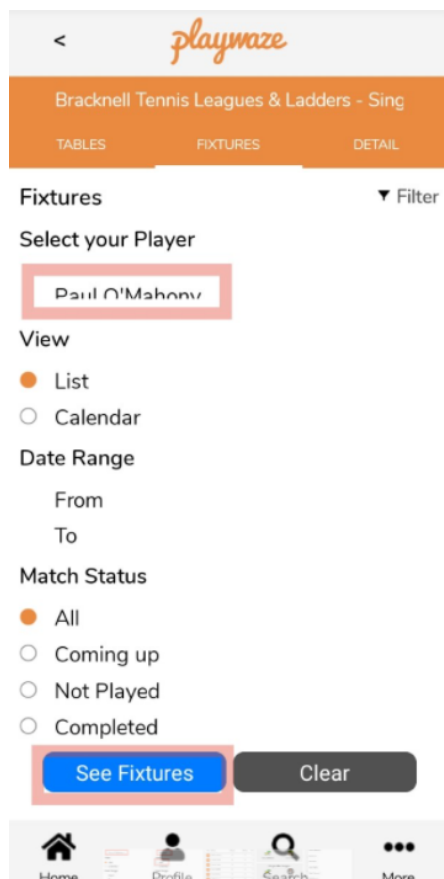 <
playwaze
Bracknell Tennis Leagues & Ladders - Sing
TABLES FIXTURES DETAIL
Fixtures ▼ Filter
Select your Player
Paul O'Mahony
View
List
Calendar
Date Range
From
To
Match Status
All
Coming up
Not Played
Completed
See Fixtures Clear
Home Profile Search More